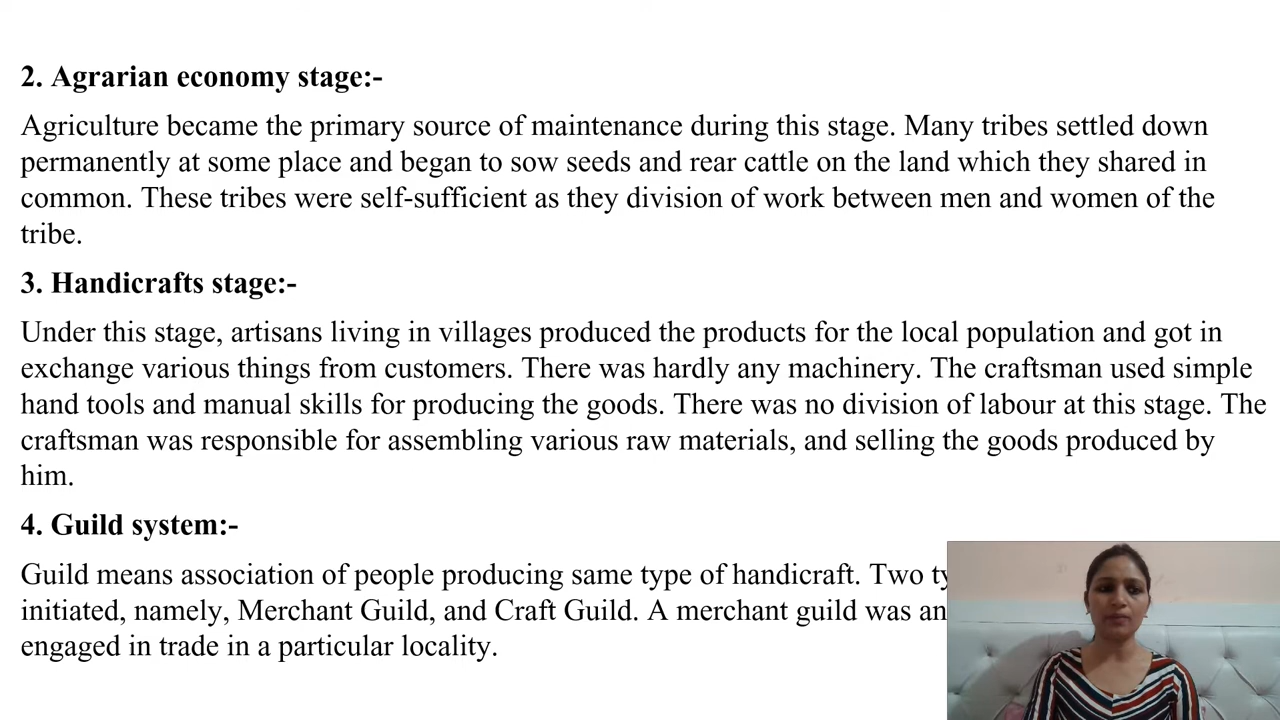 2. Agrarian economy stage:-
Agriculture became the primary source of maintenance during this stage. Many tribes settled down
permanently at some place and began to sow seeds and rear cattle on the land which they shared in
common. These tribes were self-sufficient as they division of work between men and women of the
tribe.
3. Handicrafts stage:-
Under this stage, artisans living in villages produced the products for the local population and got in
exchange various things from customers. There was hardly any machinery. The craftsman used simple
hand tools and manual skills for producing the goods. There was no division of labour at this stage. The
craftsman was responsible for assembling various raw materials, and selling the goods produced by
him.
4. Guild system:-
Guild means association of people producing same type of handicraft. Two
initiated, namely, Merchant Guild, and Craft Guild. A merchant guild was an
engaged in trade in a particular locality.